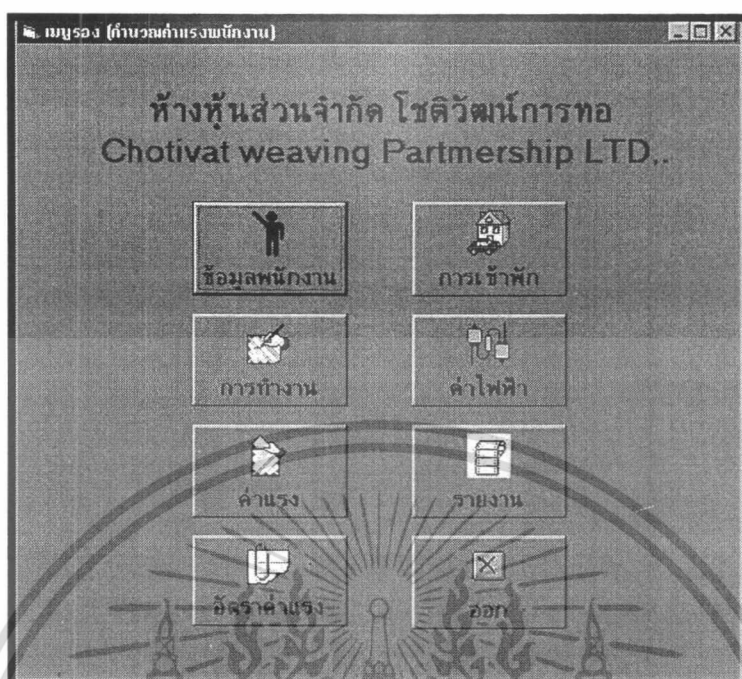 เมนูรอง (คำนวณค่าแรงพนักงาน)
ห้างหุ้นส่วนจำกัด โชติวัฒน์การทอ
Chotivat weaving Partmership LTD,.
ข้อมูลพนักงาน
การเข้าพัก
การทำงาน
ค่าไฟฟ้า
ค่าแรง
รายงาน
อัตราค่าแรง
ออก